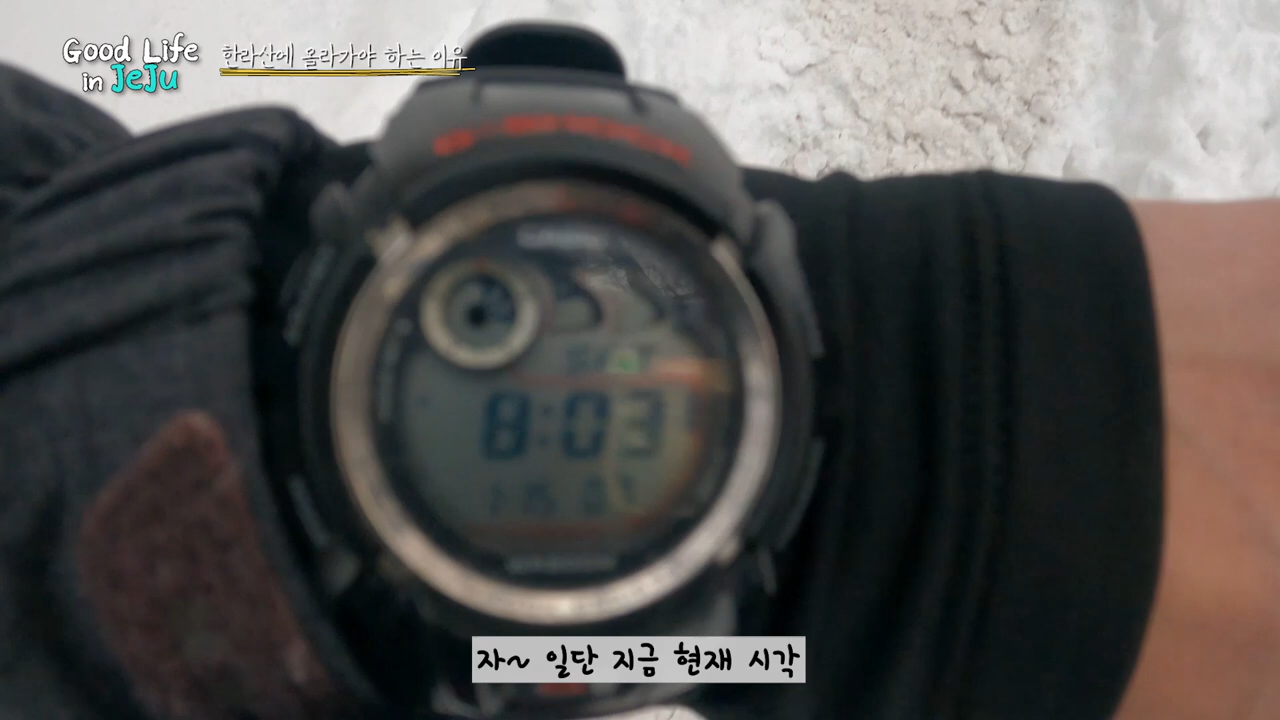 Good Life
in JeJu
한라산에 올라가야 하는 이유
G-SHOCK
8:03
자~ 일단 지금 현재 시각